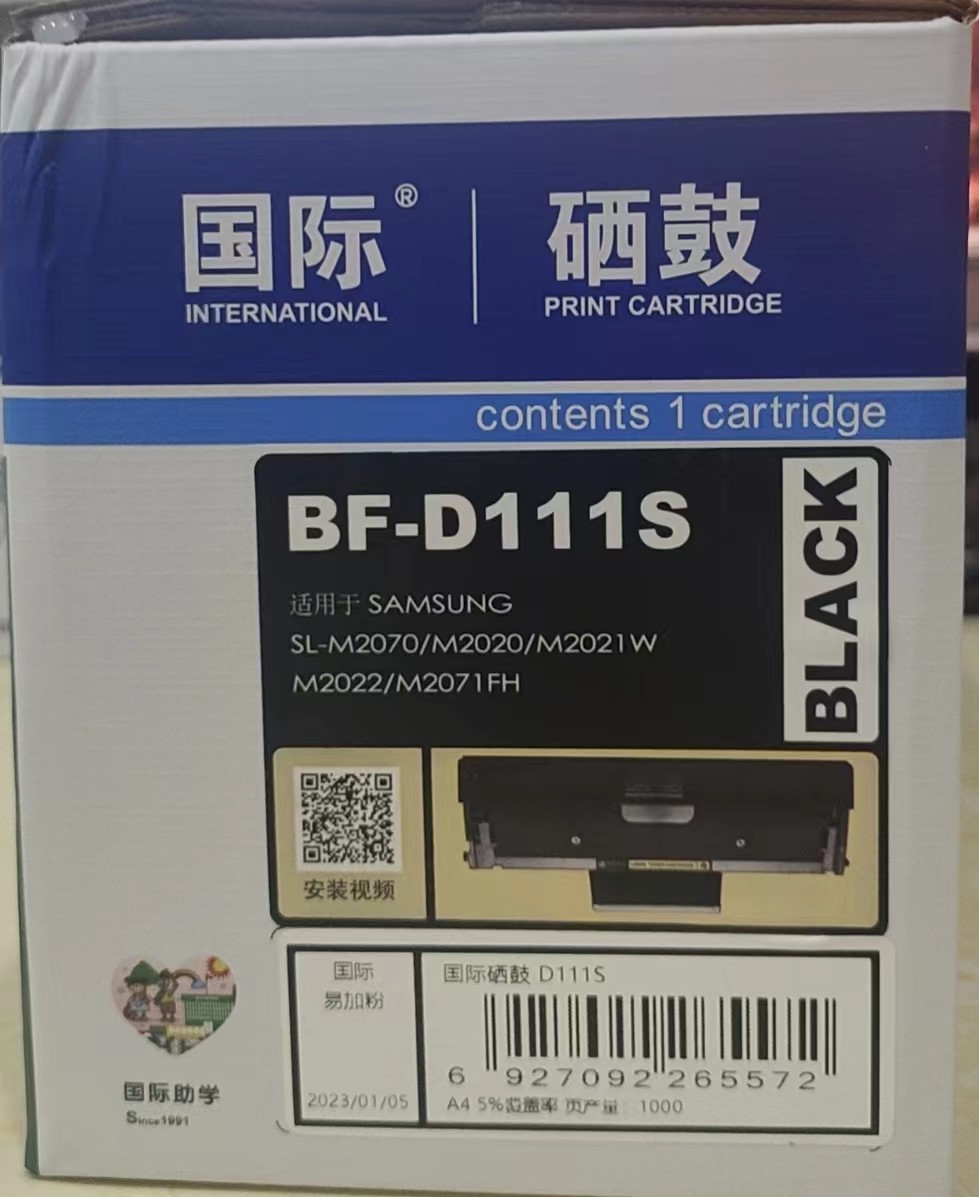 国际®
INTERNATIONAL
硒鼓
PRINT CARTRIDGE
contents 1 cartridge
BF-D111S
BLACK
适用于 SAMSUNG
SL-M2070/M2020/M2021W
M2022/M2071FH
安装视频
国际助学
Since1991
国际
易加粉
2023/01/05
国际硒鼓 D111S
6 927092 265572
A4 5%覆盖率 页产量: 1000